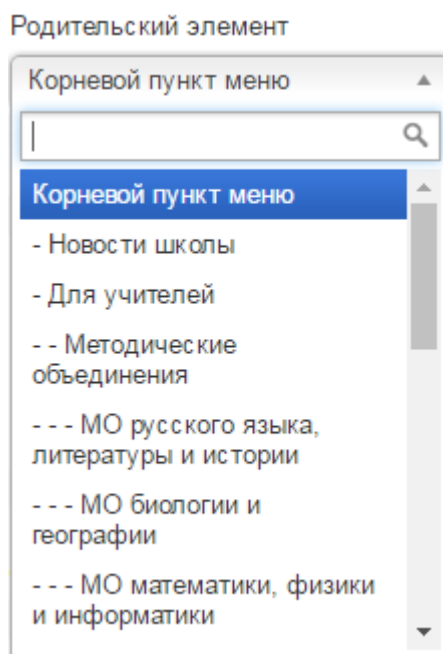 Родительский элемент
Корневой пункт меню
Корневой пункт меню
- Новости школы
- Для учителей
- - Методические
объединения
- - - МО русского языка,
литературы и истории
- - - МО биологии и
географии
- - - МО математики, физики
и информатики